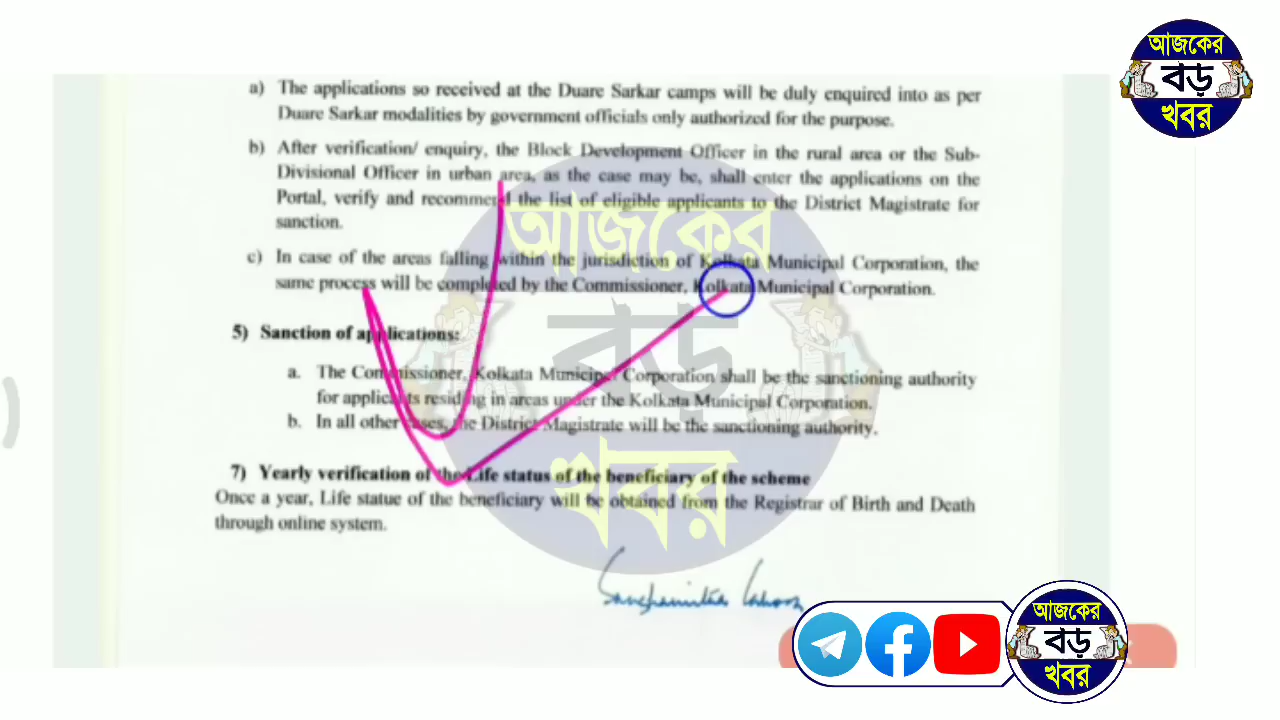 আজকের
বড়
খবর
a) The applications so received at the Duare Sarkar camps will be duly enquired into as per
Duare Sarkar modalities by government officials only authorized for the purpose.
b) After verification/ enquiry, the Block Development Officer in the rural area or the Sub-
Divisional Officer in urban area, as the case may be, shall enter the applications on the
Portal, verify and recommend the list of eligible applicants to the District Magistrate for
sanction.
c) In case of the areas falling within the jurisdiction of Kolkata Municipal Corporation, the
same process will be completed by the Commissioner, Kolkata Municipal Corporation.
5) Sanction of applications:
a. The Commissioner, Kolkata Municipal Corporation shall be the sanctioning authority
for applicants residing in areas under the Kolkata Municipal Corporation.
b. In all other cases, the District Magistrate will be the sanctioning authority.
7) Yearly verification of the Life status of the beneficiary of the scheme
Once a year, Life statue of the beneficiary will be obtained from the Registrar of Birth and Death
through online system.
আজকের
বড়
খবর
আজকের
বড়
খবর